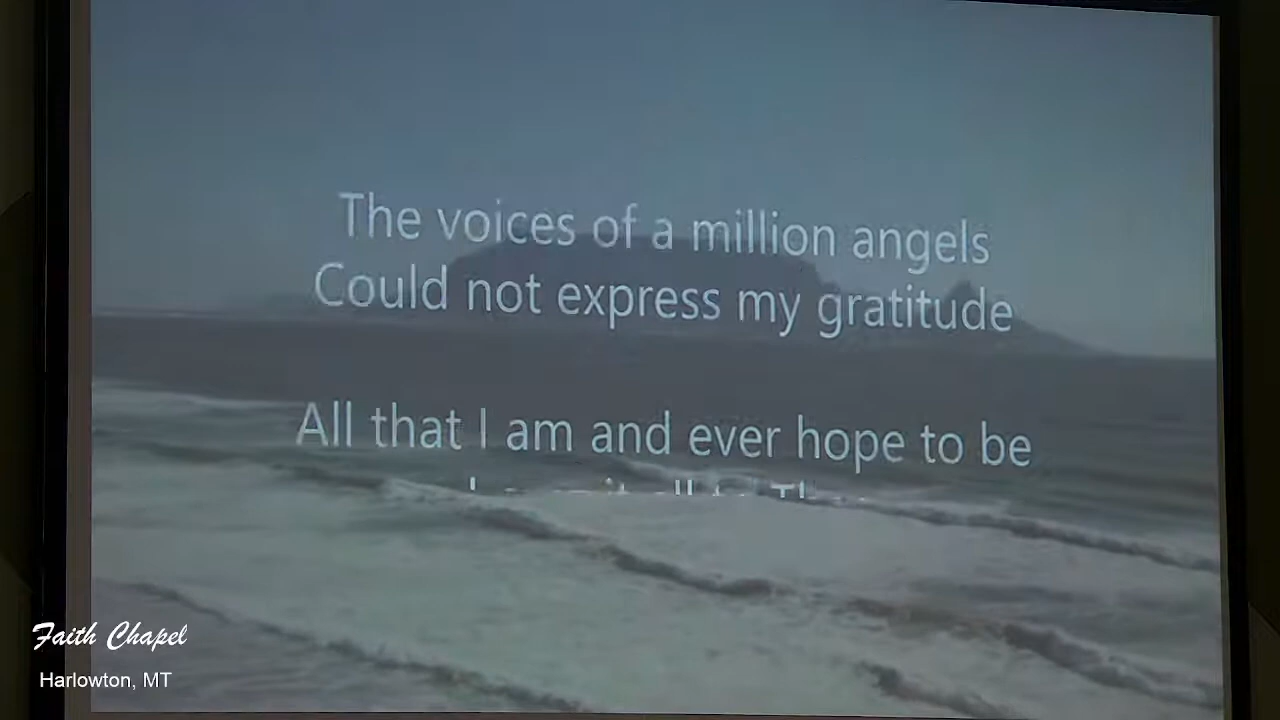 The voices of a million angels
Could not express my gratitude
All that I am and ever hope to be
Faith Chapel
Harlowton, MT